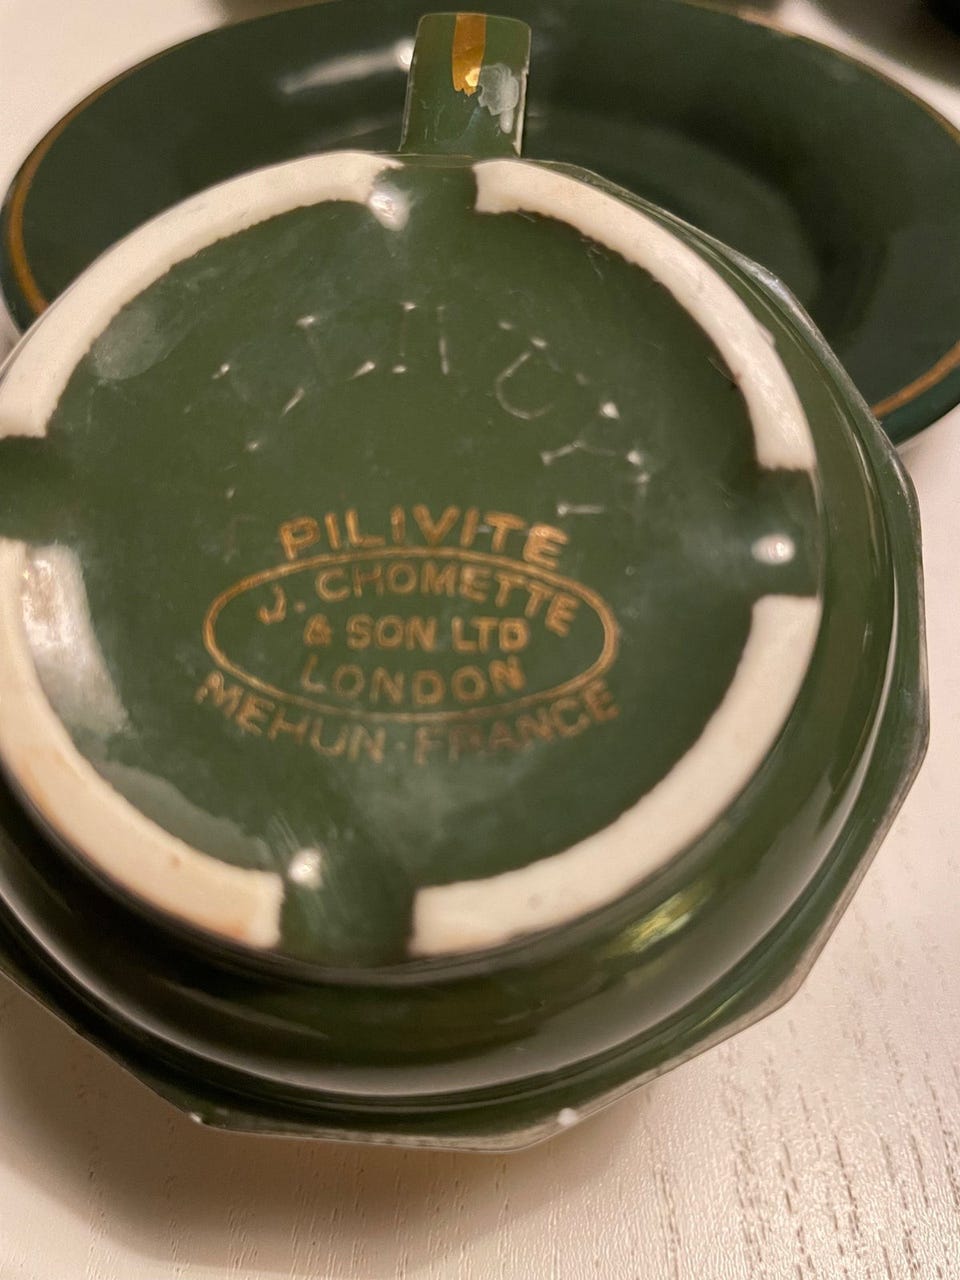 PILIVITE
J. CHOMETTE
& SON LTD
LONDON
MEHUN · FRANCE